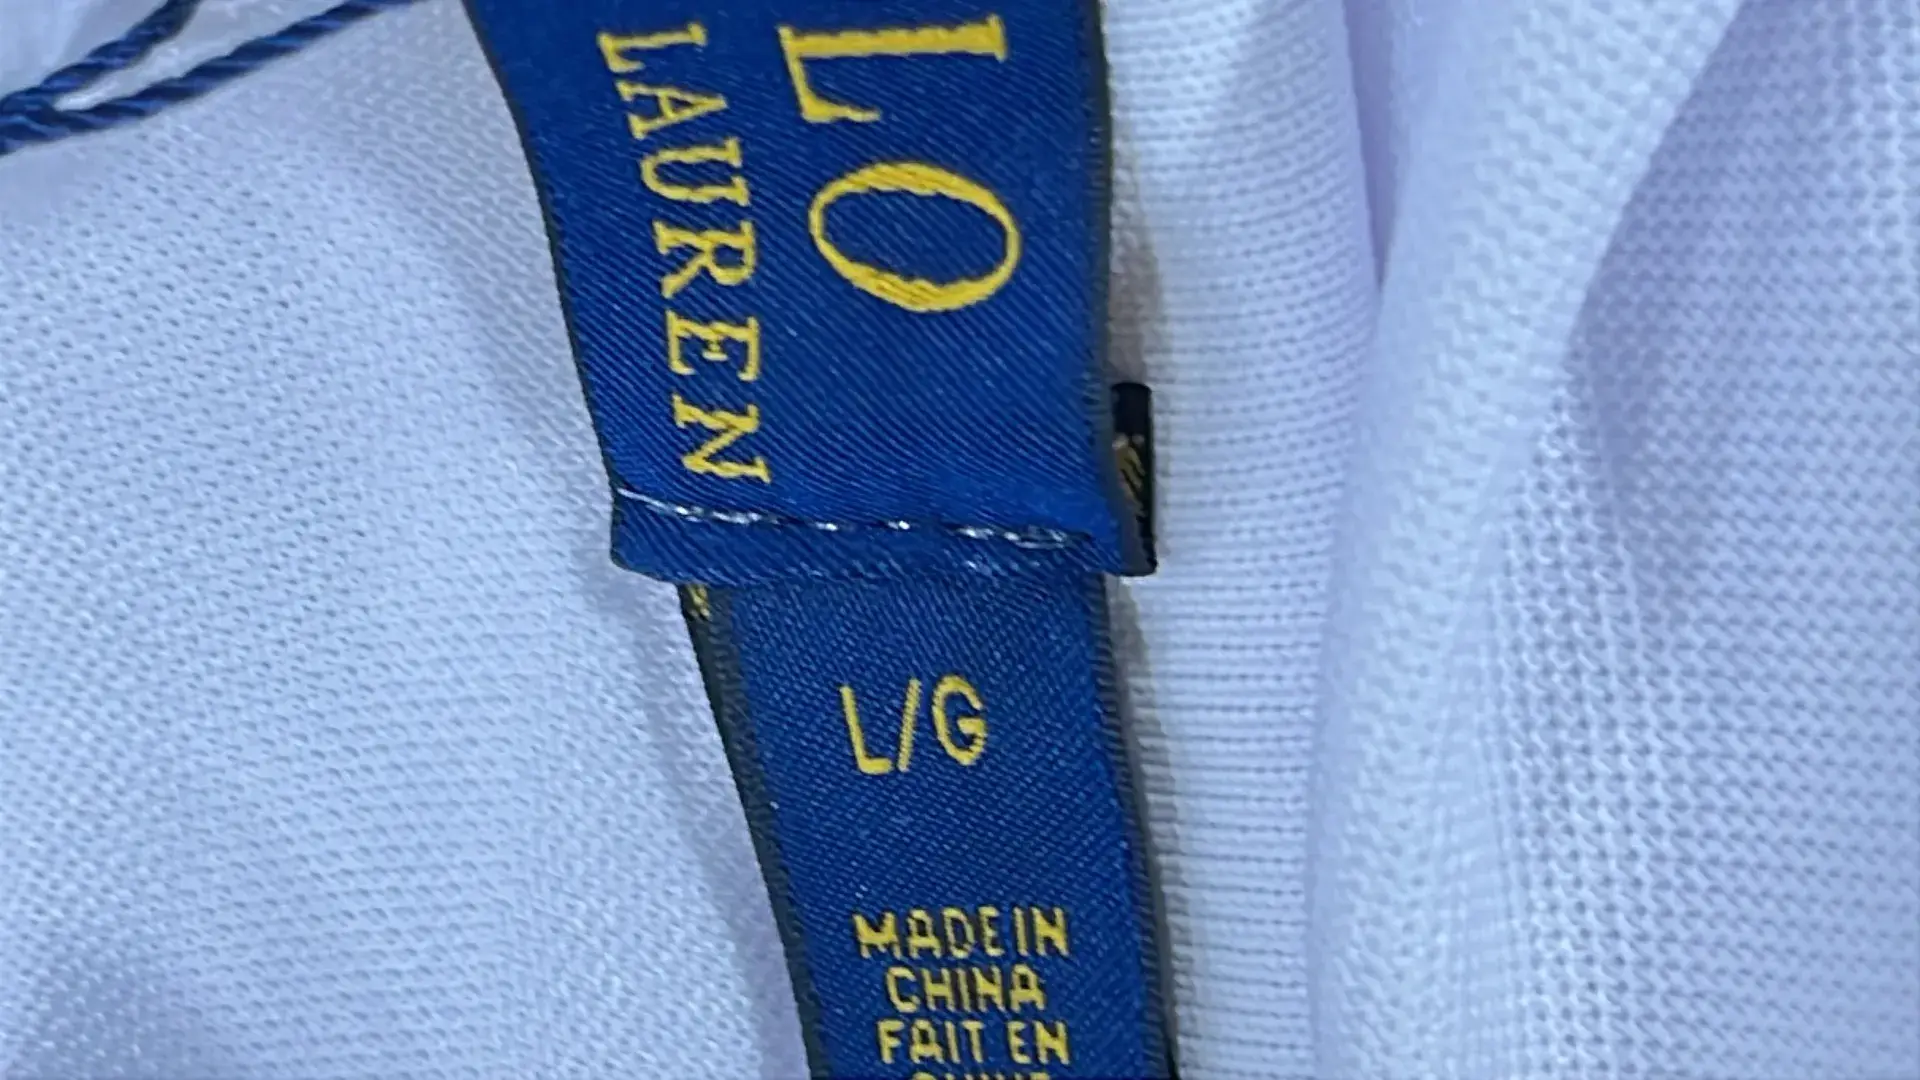 LO
LAUREN
L/G
MADE IN
CHINA
FAIT EN